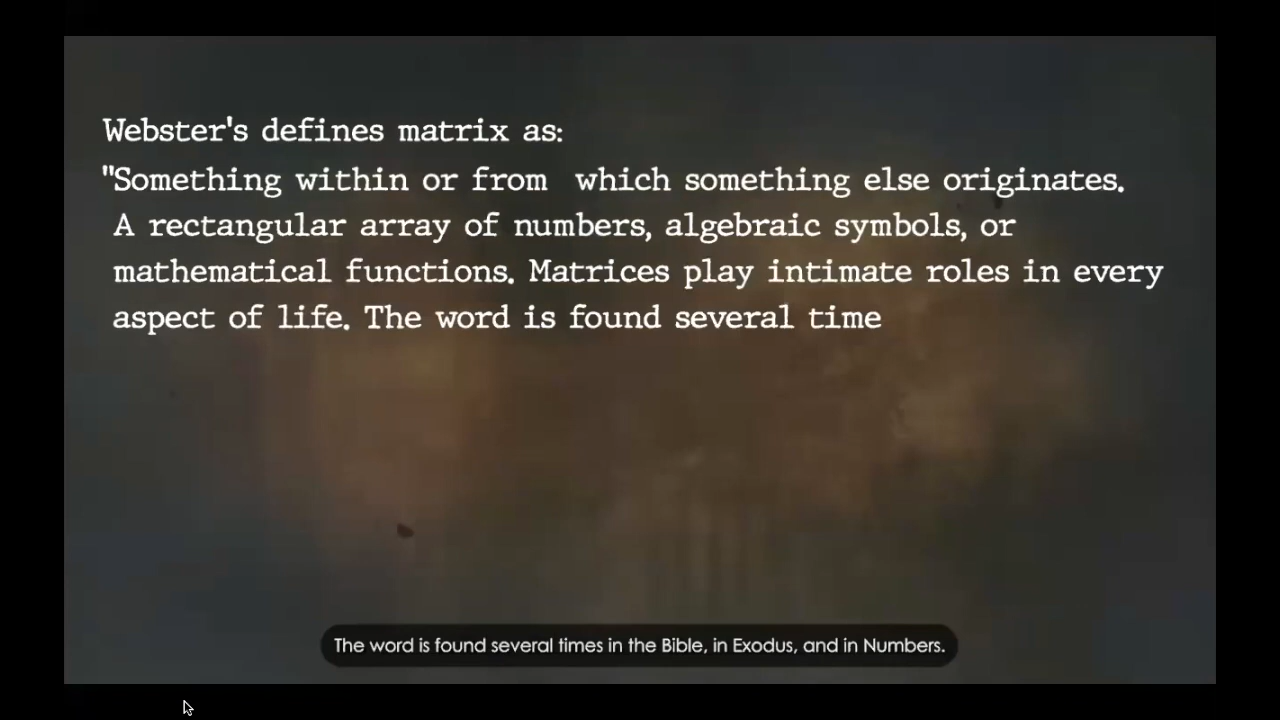 Webster's defines matrix as:
"Something within or from  which something else originates.
A rectangular array of numbers, algebraic symbols, or
mathematical functions. Matrices play intimate roles in every
aspect of life. The word is found several time
The word is found several times in the Bible, in Exodus, and in Numbers.